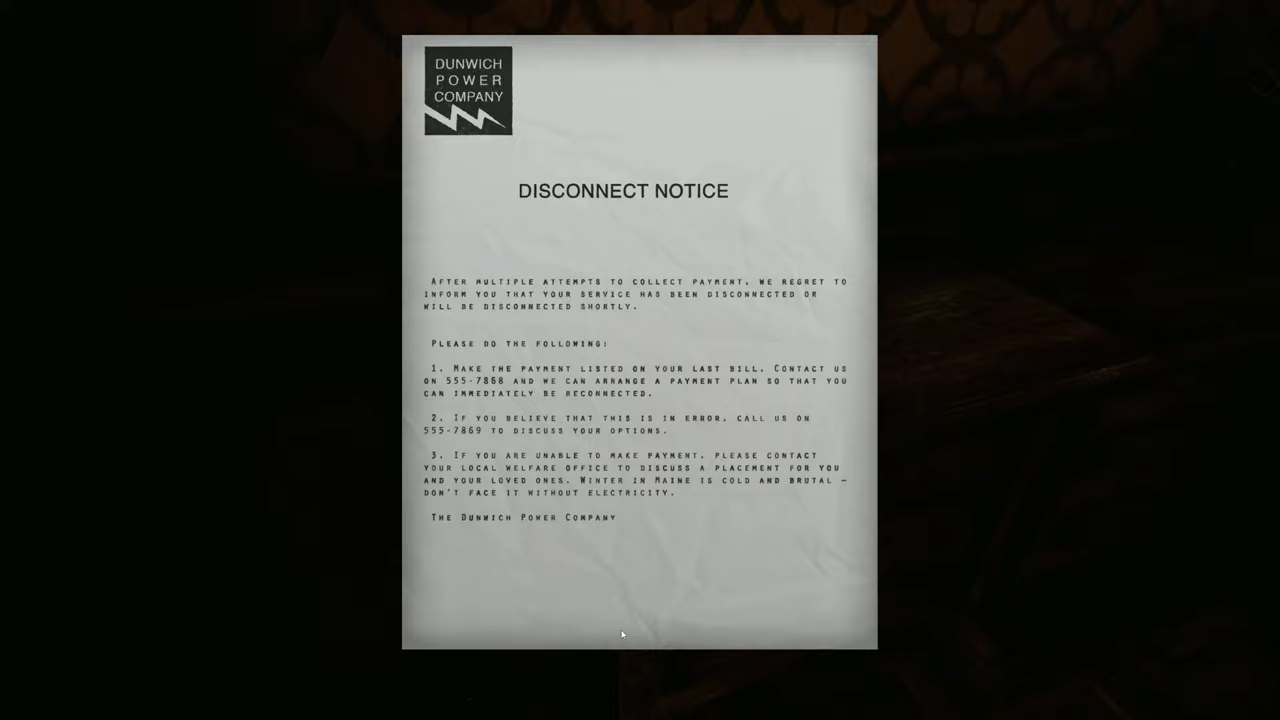 DUNWICH
POWER
COMPANY
DISCONNECT NOTICE
After multiple attempts to collect payment, we regret to
inform you that your service has been disconnected or
will be disconnected shortly.
Please do the following:
1. Make the payment listed on your last bill. Contact us
on 555-7868 and we can arrange a payment plan so that you
can immediately be reconnected.
2. If you believe that this is in error, call us on
555-7869 to discuss your options.
3. If you are unable to make payment, please contact
your local welfare office to discuss a placement for you
and your loved ones. Winter in Maine is cold and brutal –
don't face it without electricity.
The Dunwich Power Company